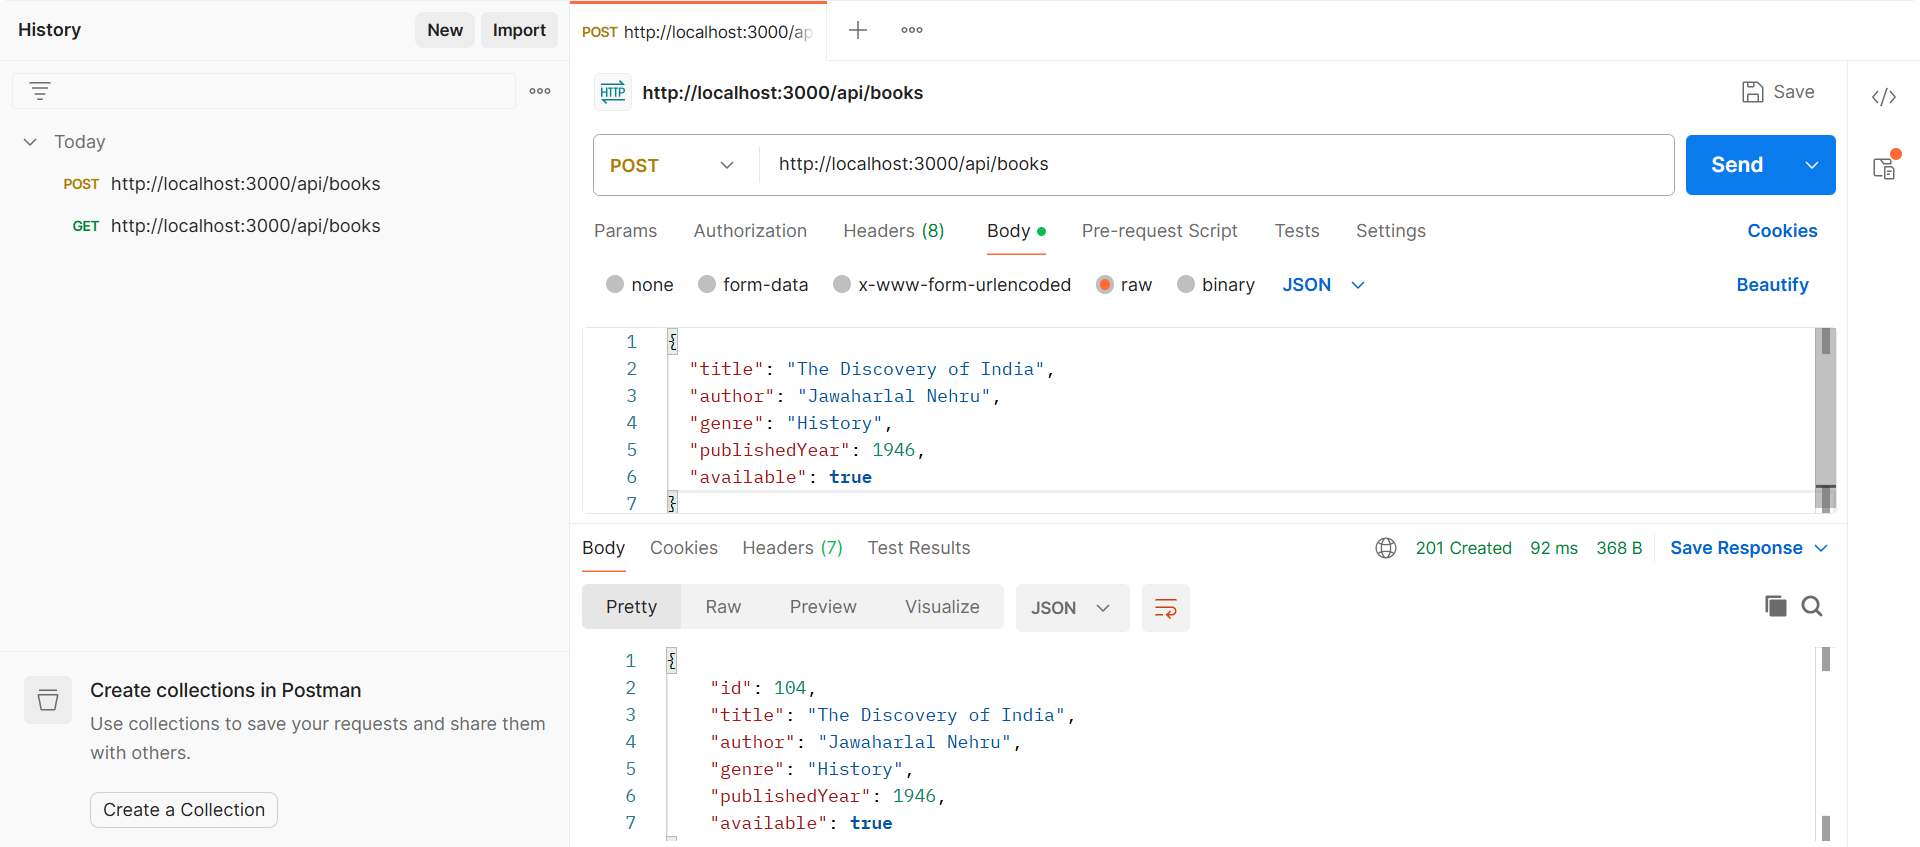 History
New
Import
Today
POST http://localhost:3000/api/books
GET http://localhost:3000/api/books
Create collections in Postman
Use collections to save your requests and share them
with others.
Create a Collection
POST http://localhost:3000/ap
HTTP http://localhost:3000/api/books
Save
</>
POST http://localhost:3000/api/books
Send
Params Authorization Headers (8) Body Pre-request Script Tests Settings Cookies
none form-data x-www-form-urlencoded raw binary JSON Beautify
1 {
2 "title": "The Discovery of India",
3 "author": "Jawaharlal Nehru",
4 "genre": "History",
5 "publishedYear": 1946,
6 "available": true
7 }
Body Cookies Headers (7) Test Results 201 Created 92 ms 368 B Save Response
Pretty Raw Preview Visualize JSON
1 {
2 "id": 104,
3 "title": "The Discovery of India",
4 "author": "Jawaharlal Nehru",
5 "genre": "History",
6 "publishedYear": 1946,
7 "available": true